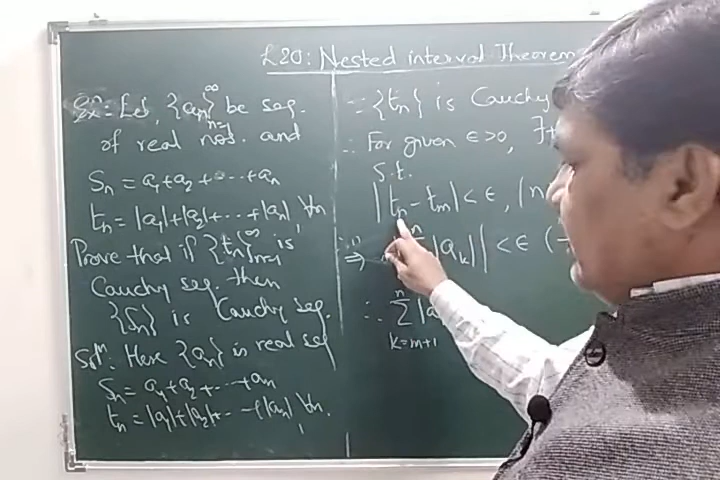 L20: Nested interval Theorem
Exⁿ: Let, {aₙ}^∞_{n=1} be seq.
of real nos. and
Sₙ = a₁+a₂+⋯+aₙ
tₙ = |a₁|+|a₂|+⋯+|aₙ|, ∀n
Prove that if {tₙ}^∞_{n=1} is
Cauchy seq. then
{Sₙ} is Cauchy seq.
Solⁿ: Here {aₙ} is real seq
Sₙ = a₁+a₂+⋯+aₙ
tₙ = |a₁|+|a₂|+⋯+|aₙ|, ∀n.
∵ {tₙ} is Cauchy
∴ For given ε>0, ∃
s.t.
|tₙ-tₘ|<ε, (n
⇒ n |aₖ|| <ε (
∴ ∑^n_{k=m+1} |a